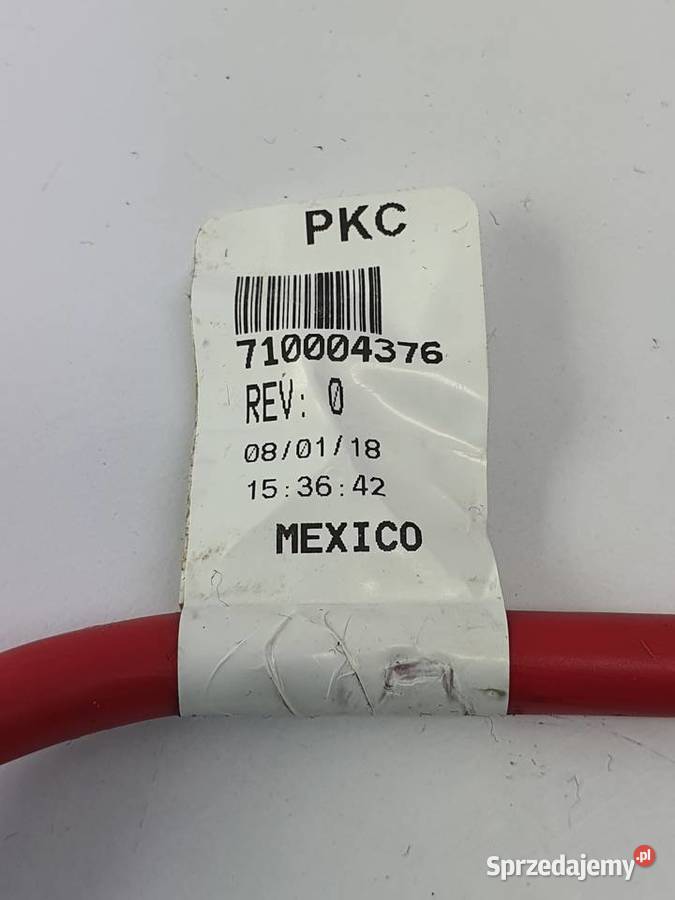 PKC
710004376
REV: 0
08/01/18
15:36:42
MEXICO
Sprzedajemy.pl